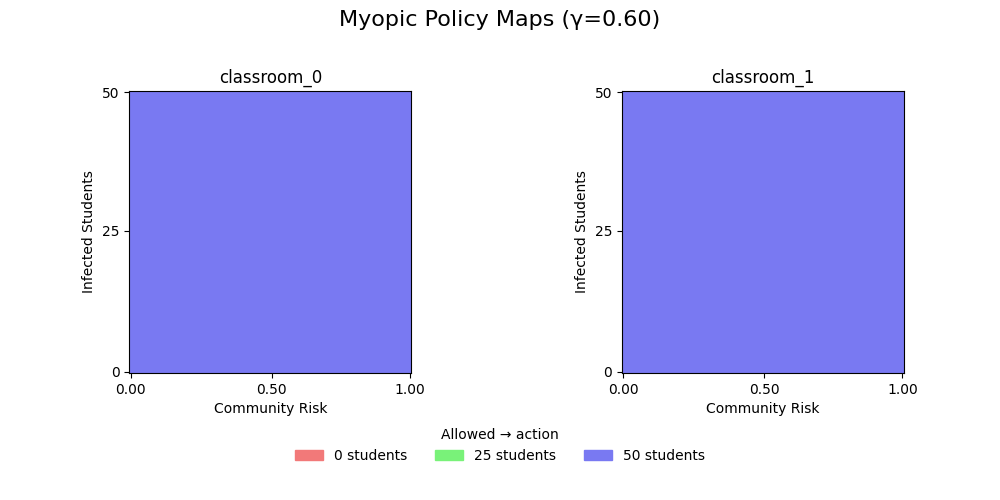 Myopic Policy Maps (γ=0.60)
classroom_0
50
25
0
Infected Students
0.00 0.50 1.00
Community Risk
classroom_1
50
25
0
Infected Students
0.00 0.50 1.00
Community Risk
Allowed → action
0 students 25 students 50 students